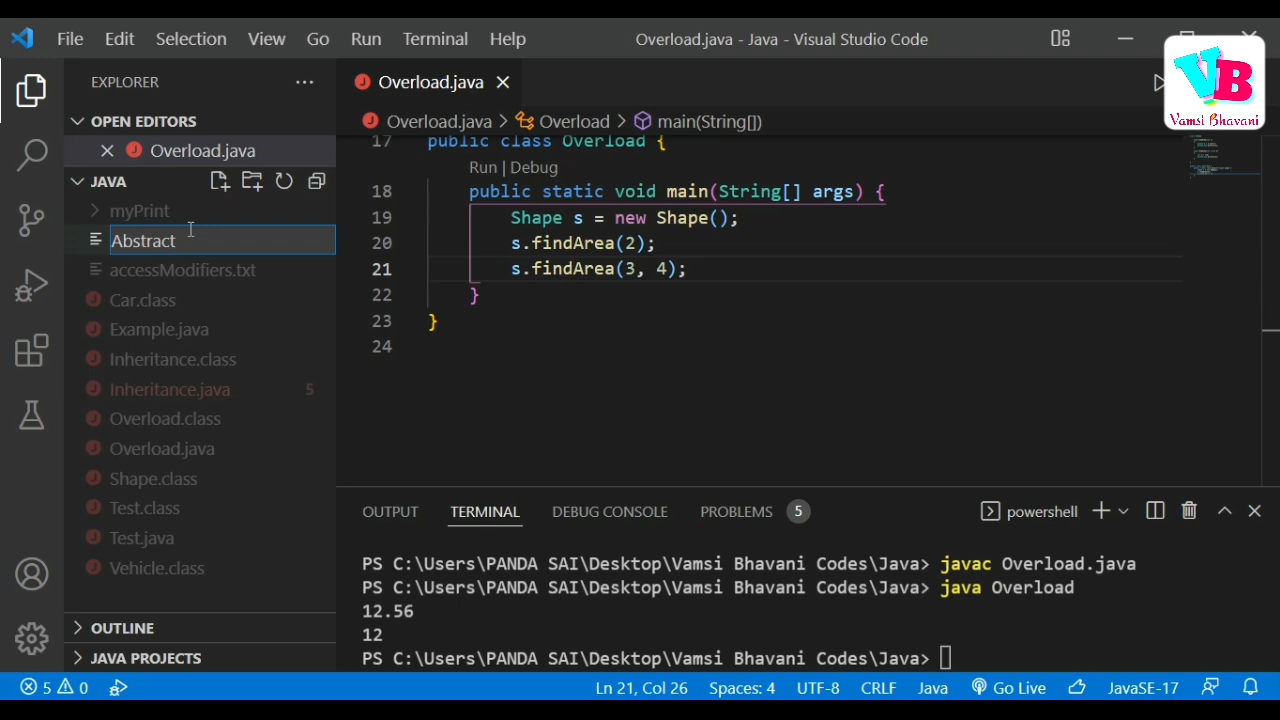 File Edit Selection View Go Run Terminal Help Overload.java - Java - Visual Studio Code
VB
Vamsi Bhavani
EXPLORER
OPEN EDITORS
Overload.java
JAVA
myPrint
Abstract
accessModifiers.txt
Car.class
Example.java
Inheritance.class
Inheritance.java 5
Overload.class
Overload.java
Shape.class
Test.class
Test.java
Vehicle.class
OUTLINE
JAVA PROJECTS
Overload.java
Overload.java > Overload > main(String[])
17 public class Overload {
Run | Debug
18 public static void main(String[] args) {
19 Shape s = new Shape();
20 s.findArea(2);
21 s.findArea(3, 4);
22 }
23 }
24
OUTPUT TERMINAL DEBUG CONSOLE PROBLEMS 5 powershell
PS C:\Users\PANDA SAI\Desktop\Vamsi Bhavani Codes\Java> javac Overload.java
PS C:\Users\PANDA SAI\Desktop\Vamsi Bhavani Codes\Java> java Overload
12.56
12
PS C:\Users\PANDA SAI\Desktop\Vamsi Bhavani Codes\Java>
5 0 Ln 21, Col 26 Spaces: 4 UTF-8 CRLF Java Go Live JavaSE-17